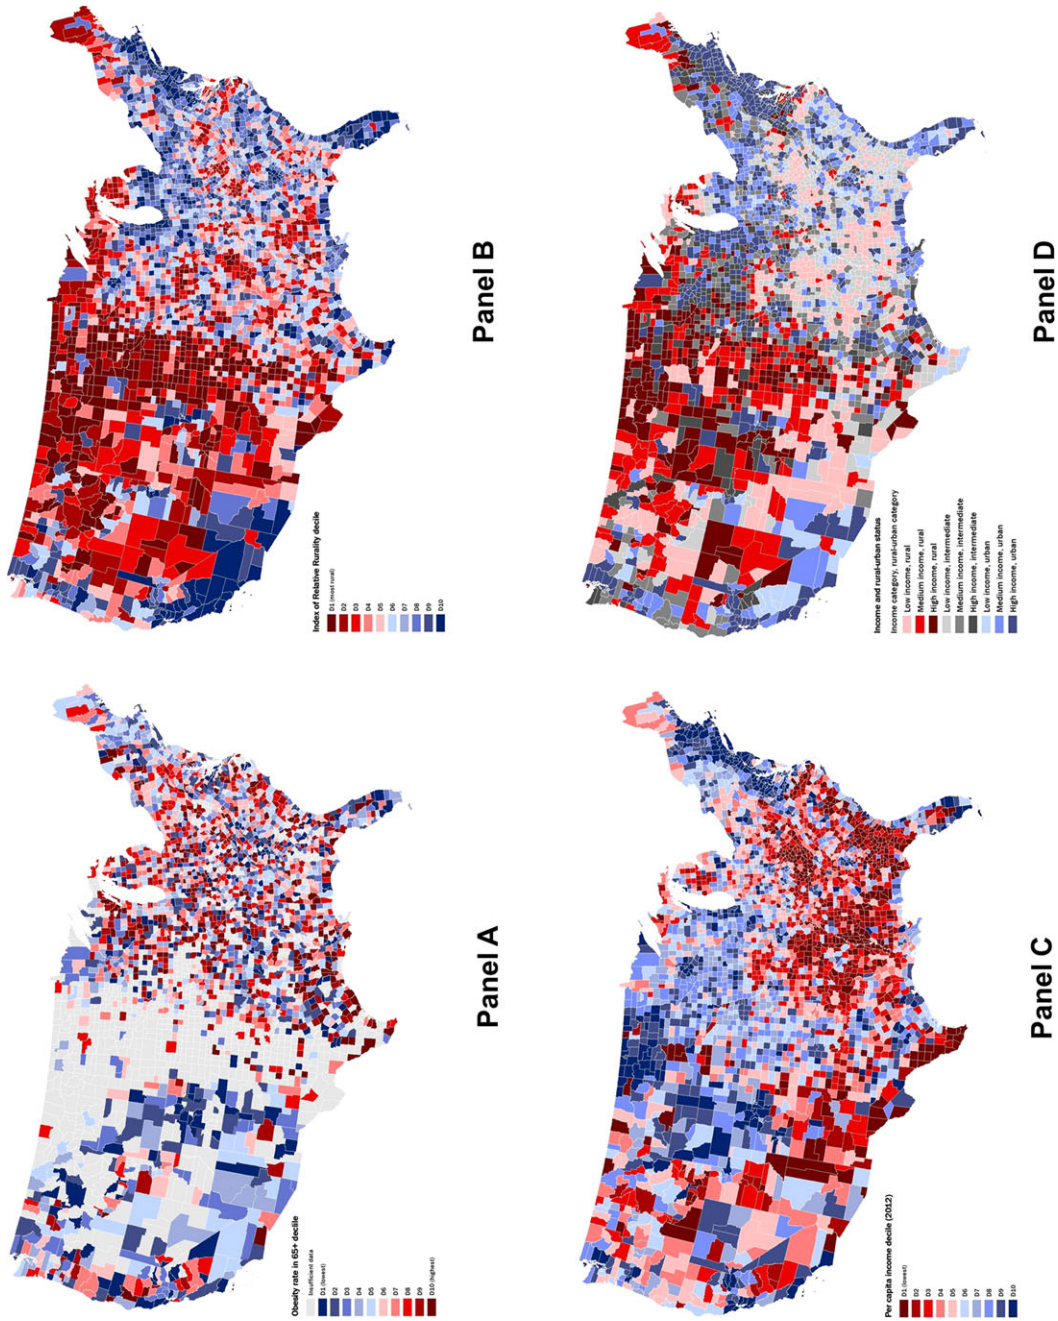 Obesity rate in 65+ decile
Insufficient data
D1 (lowest)
D2
D3
D4
D5
D6
D7
D8
D9
D10 (highest)
Panel A
Index of Relative Rurality decile
D1 (most rural)
D2
D3
D4
D5
D6
D7
D8
D9
D10
Panel B
Per capita income decile (2012)
D1 (lowest)
D2
D3
D4
D5
D6
D7
D8
D9
D10
Panel C
Income and rural-urban status
Income category, rural-urban category
Low income, rural
Medium income, rural
High income, rural
Low income, intermediate
Medium income, intermediate
High income, intermediate
Low income, urban
Medium income, urban
High income, urban
Panel D